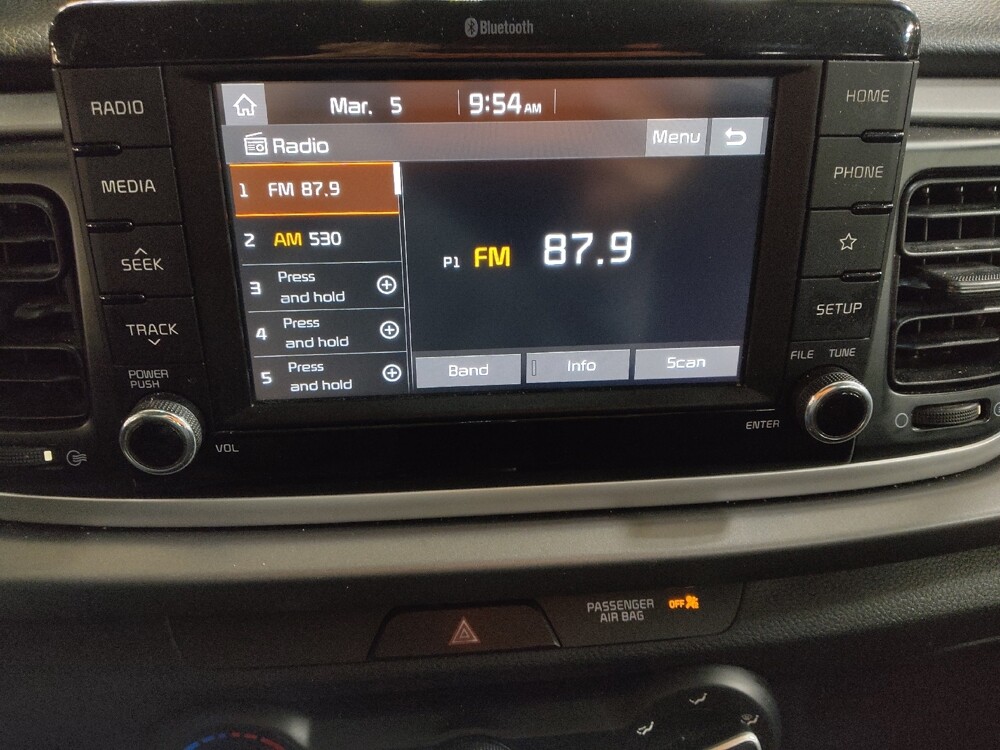 Bluetooth
RADIO
MEDIA
SEEK
TRACK
POWER
PUSH
VOL
Mar. 5
9:54 AM
Radio
Menu
1 FM 87.9
2 AM 530
3 Press
and hold
4 Press
and hold
5 Press
and hold
P1 FM 87.9
Band
Info
Scan
HOME
PHONE
SETUP
FILE TUNE
ENTER
PASSENGER
AIR BAG
OFF